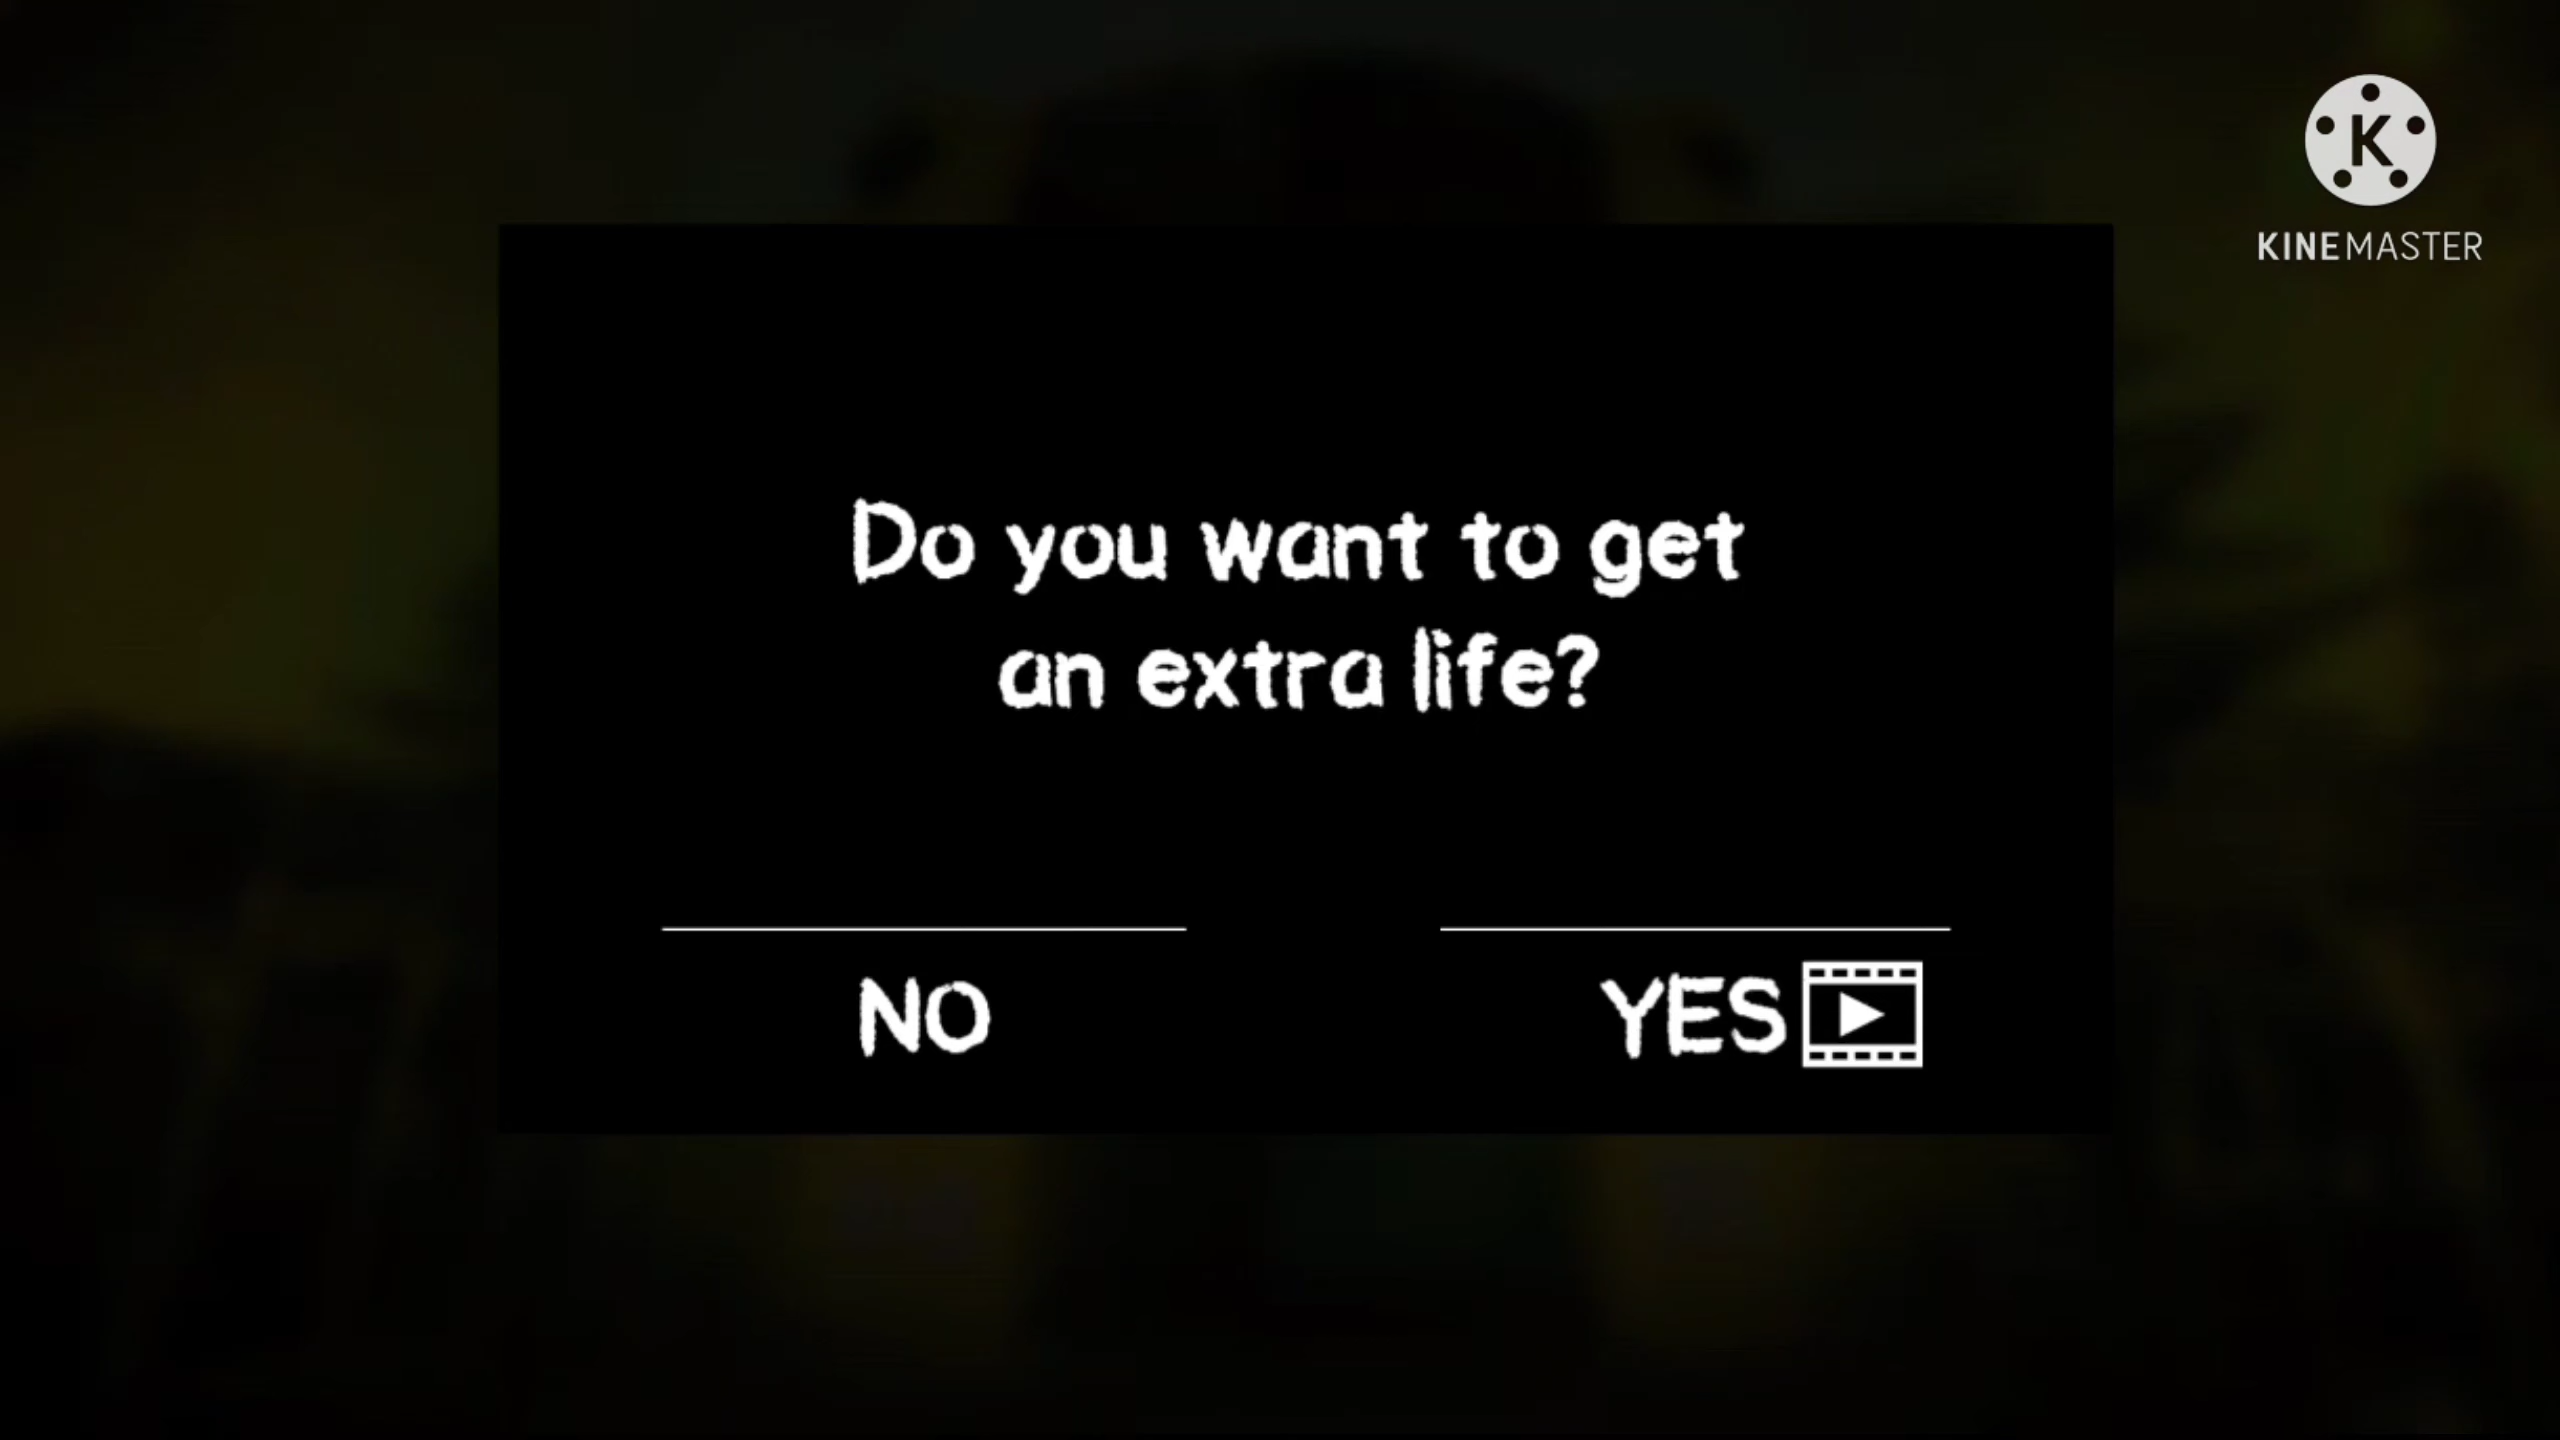 K
KINEMASTER
Do you want to get
an extra life?
NO
YES